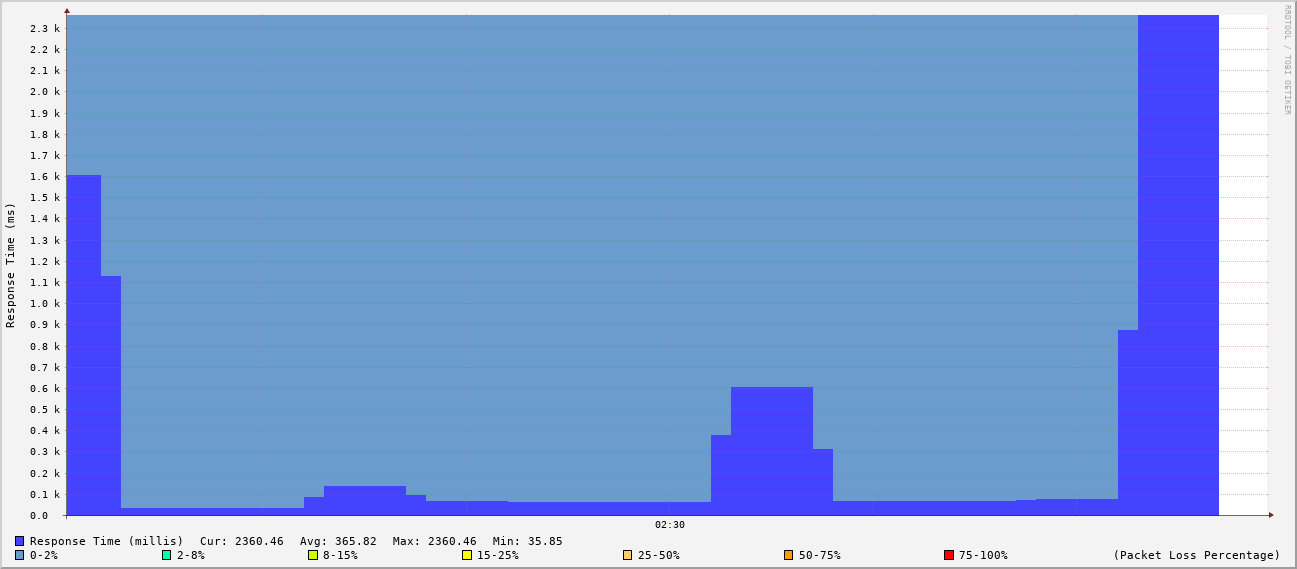 RRDTOOL / TOBI OETIKER
Response Time (ms)
2.3 k
2.2 k
2.1 k
2.0 k
1.9 k
1.8 k
1.7 k
1.6 k
1.5 k
1.4 k
1.3 k
1.2 k
1.1 k
1.0 k
0.9 k
0.8 k
0.7 k
0.6 k
0.5 k
0.4 k
0.3 k
0.2 k
0.1 k
0.0
02:30
Response Time (millis) Cur: 2360.46 Avg: 365.82 Max: 2360.46 Min: 35.85
0-2% 2-8% 8-15% 15-25% 25-50% 50-75% 75-100% (Packet Loss Percentage)